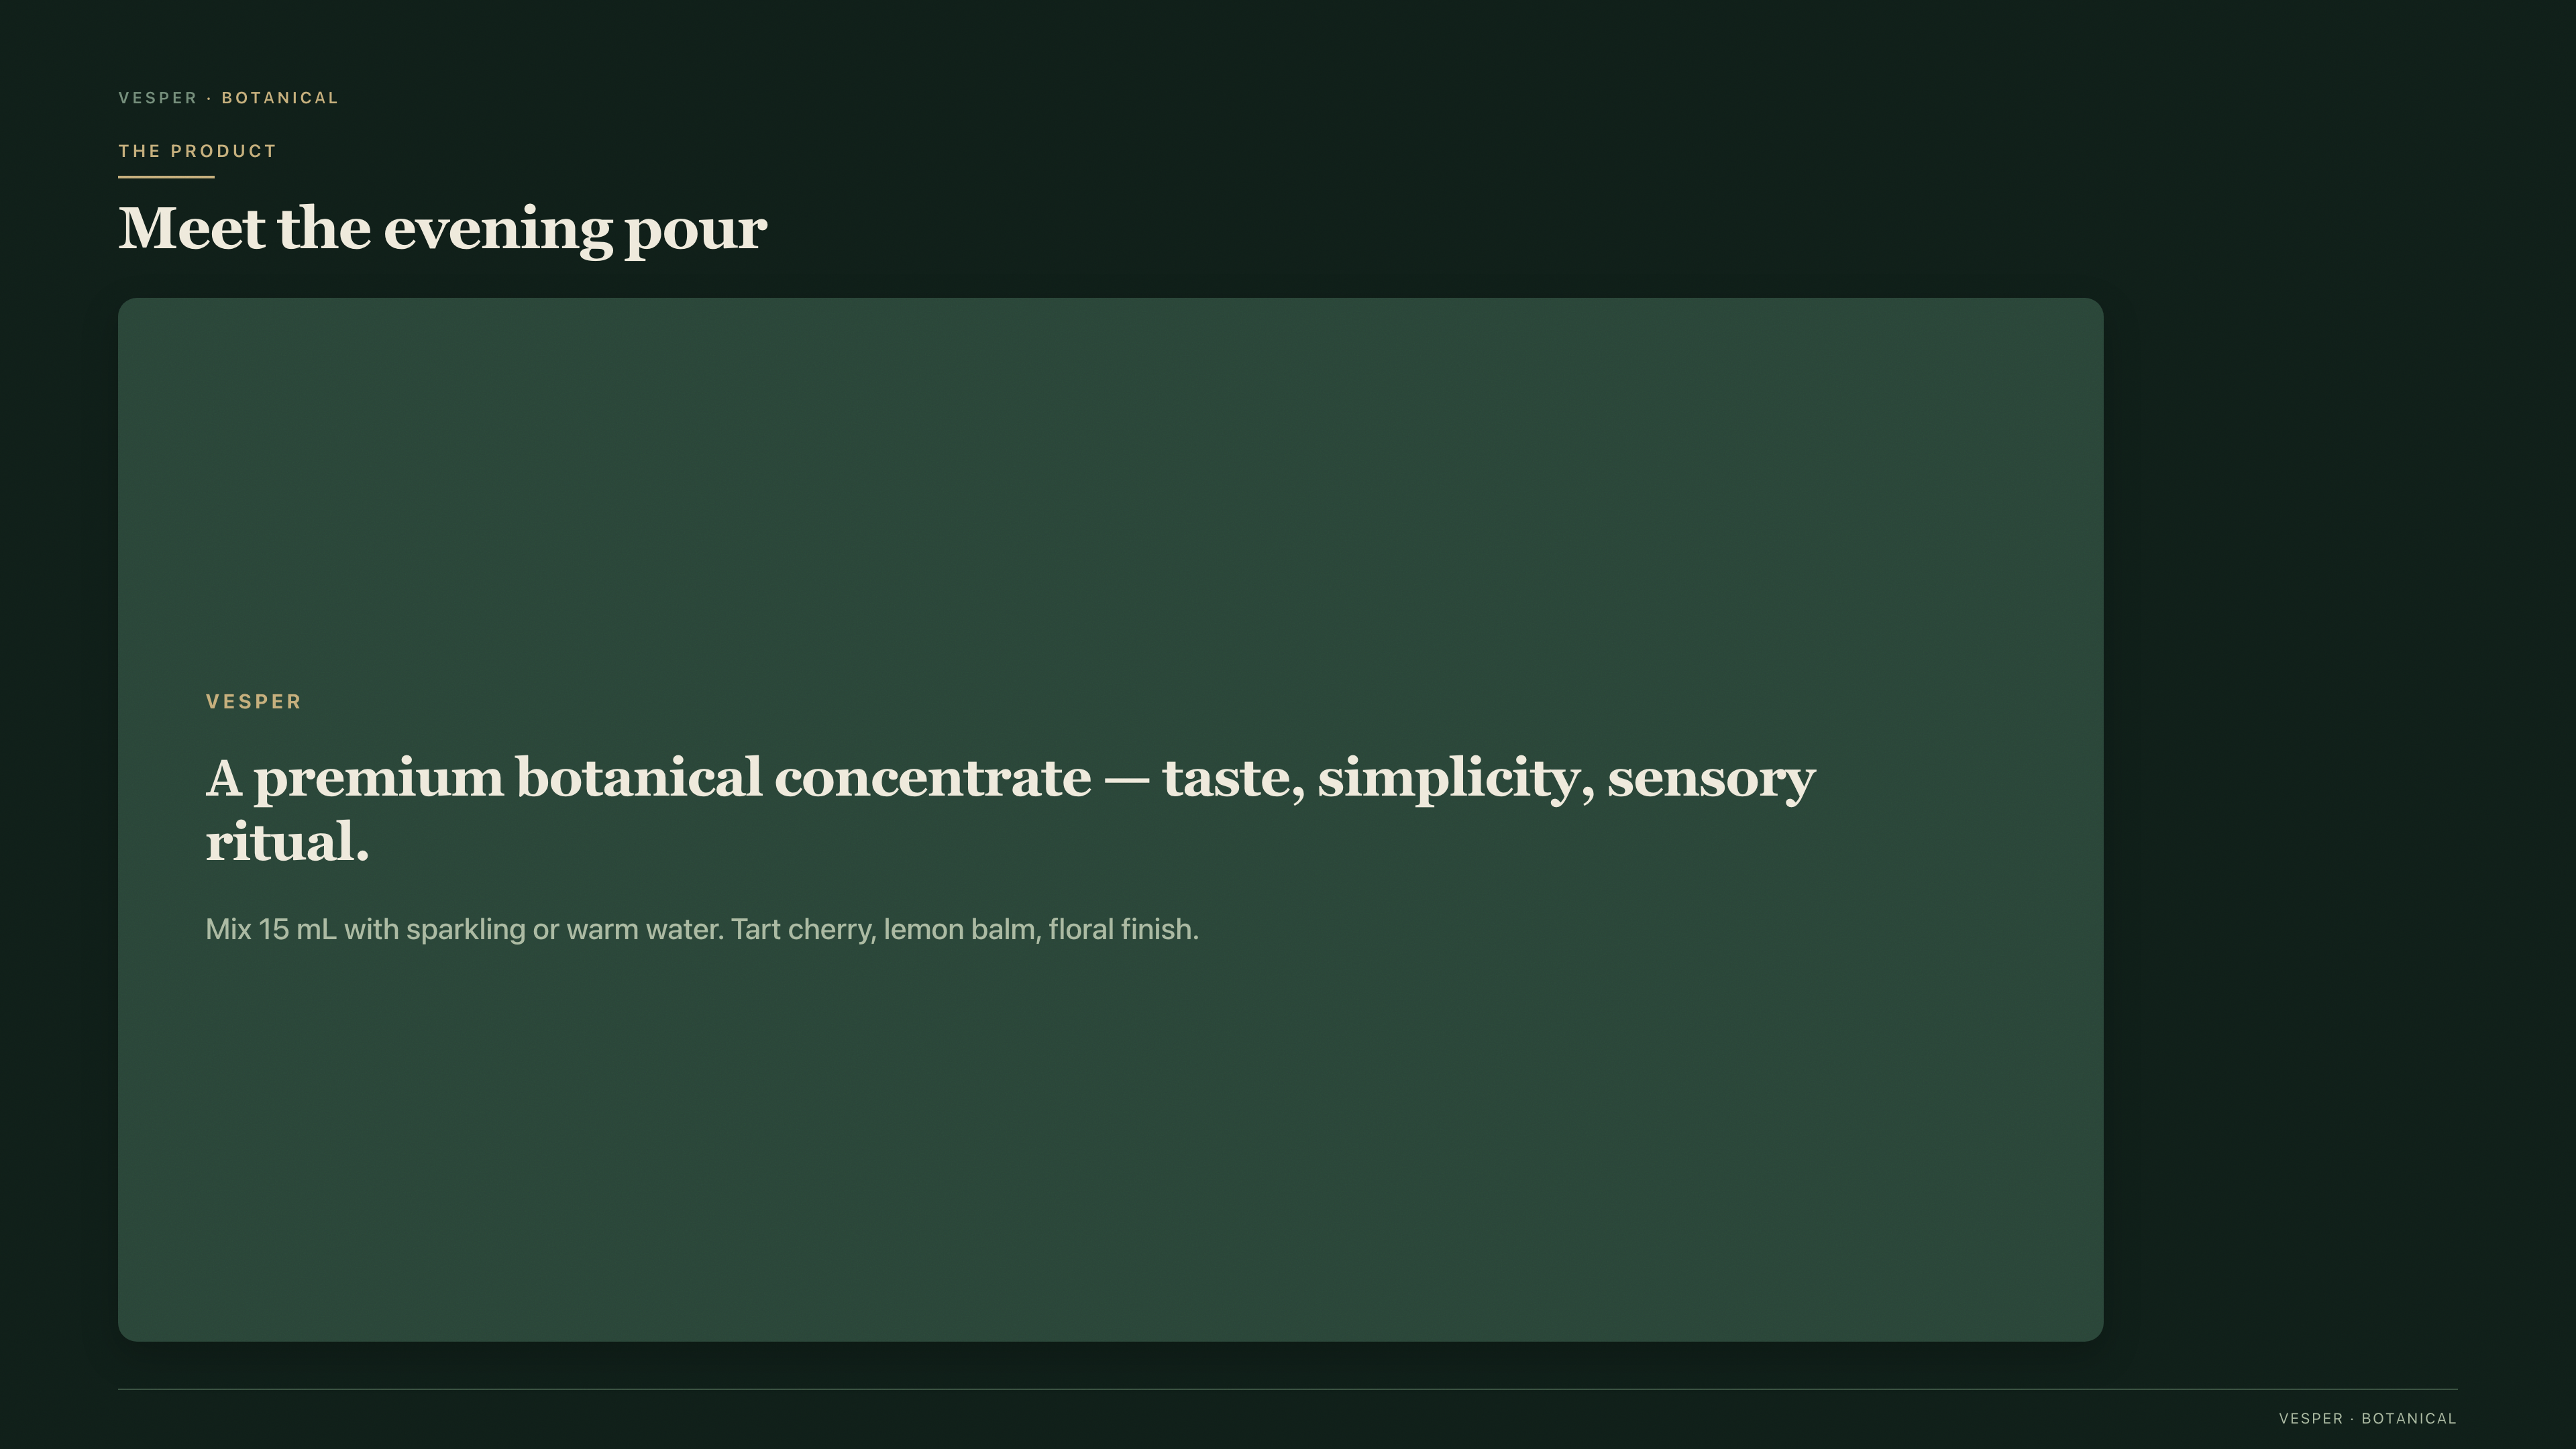 VESPER · BOTANICAL
THE PRODUCT
Meet the evening pour
VESPER
A premium botanical concentrate — taste, simplicity, sensory
ritual.
Mix 15 mL with sparkling or warm water. Tart cherry, lemon balm, floral finish.
VESPER · BOTANICAL